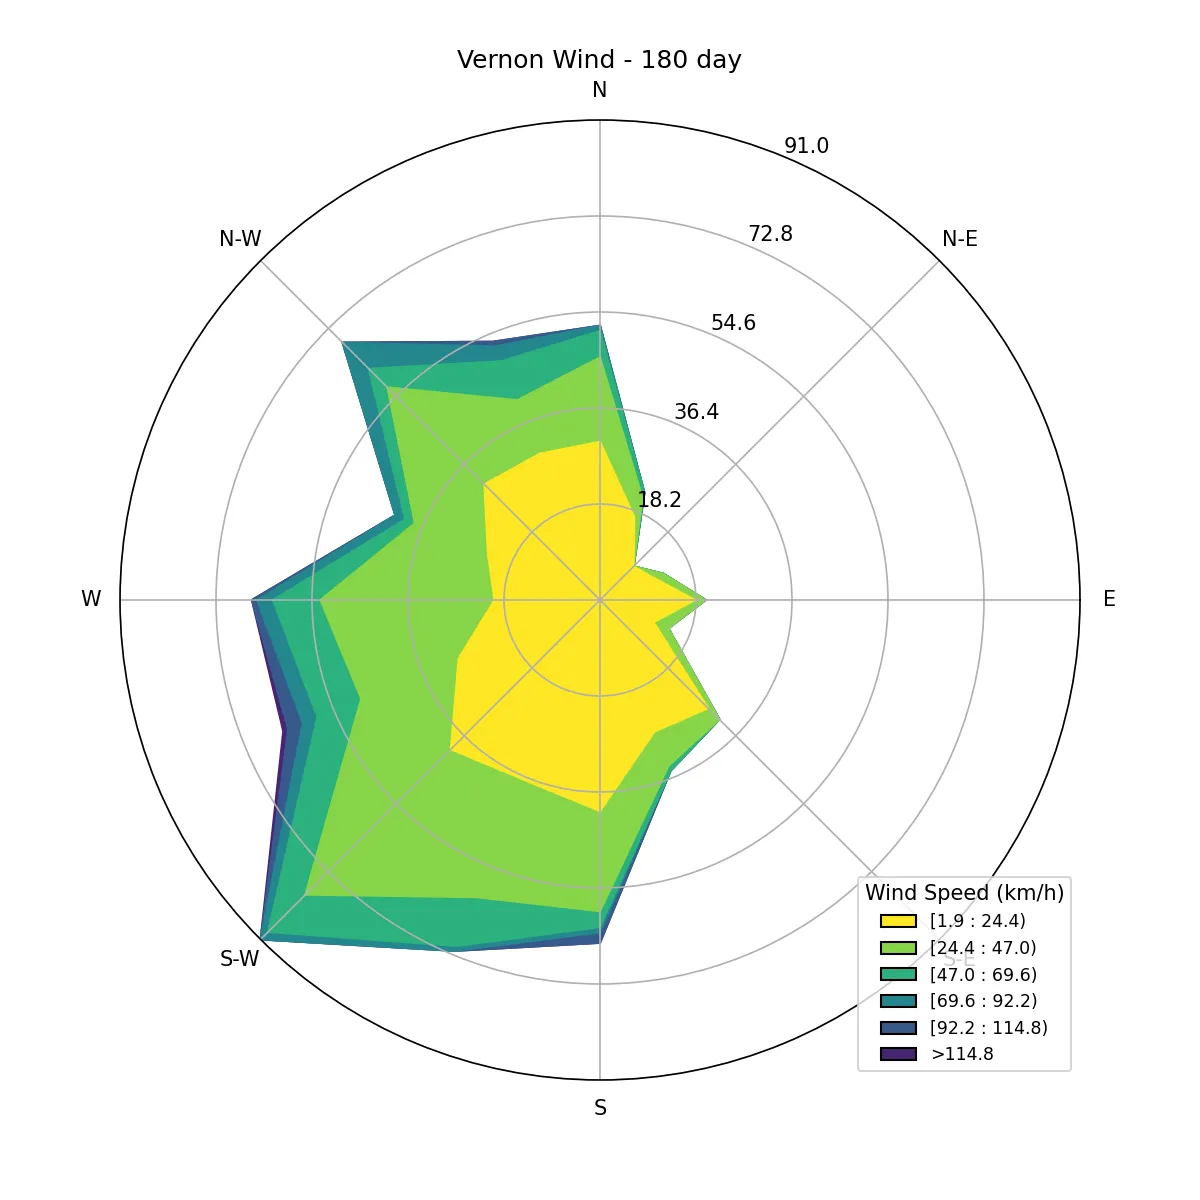 Vernon Wind - 180 day
N
91.0
72.8
N-W
N-E
54.6
36.4
18.2
W
E
Wind Speed (km/h)
[1.9 : 24.4)
[24.4 : 47.0)
S-W
S-E
[47.0 : 69.6)
[69.6 : 92.2)
[92.2 : 114.8)
>114.8
S